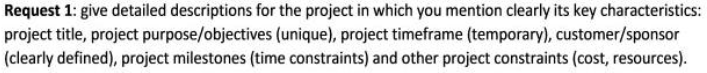 Request 1: give detailed descriptions for the project in which you mention clearly its key characteristics:
project title, project purpose/objectives (unique), project timeframe (temporary), customer/sponsor
(clearly defined), project milestones (time constraints) and other project constraints (cost, resources).